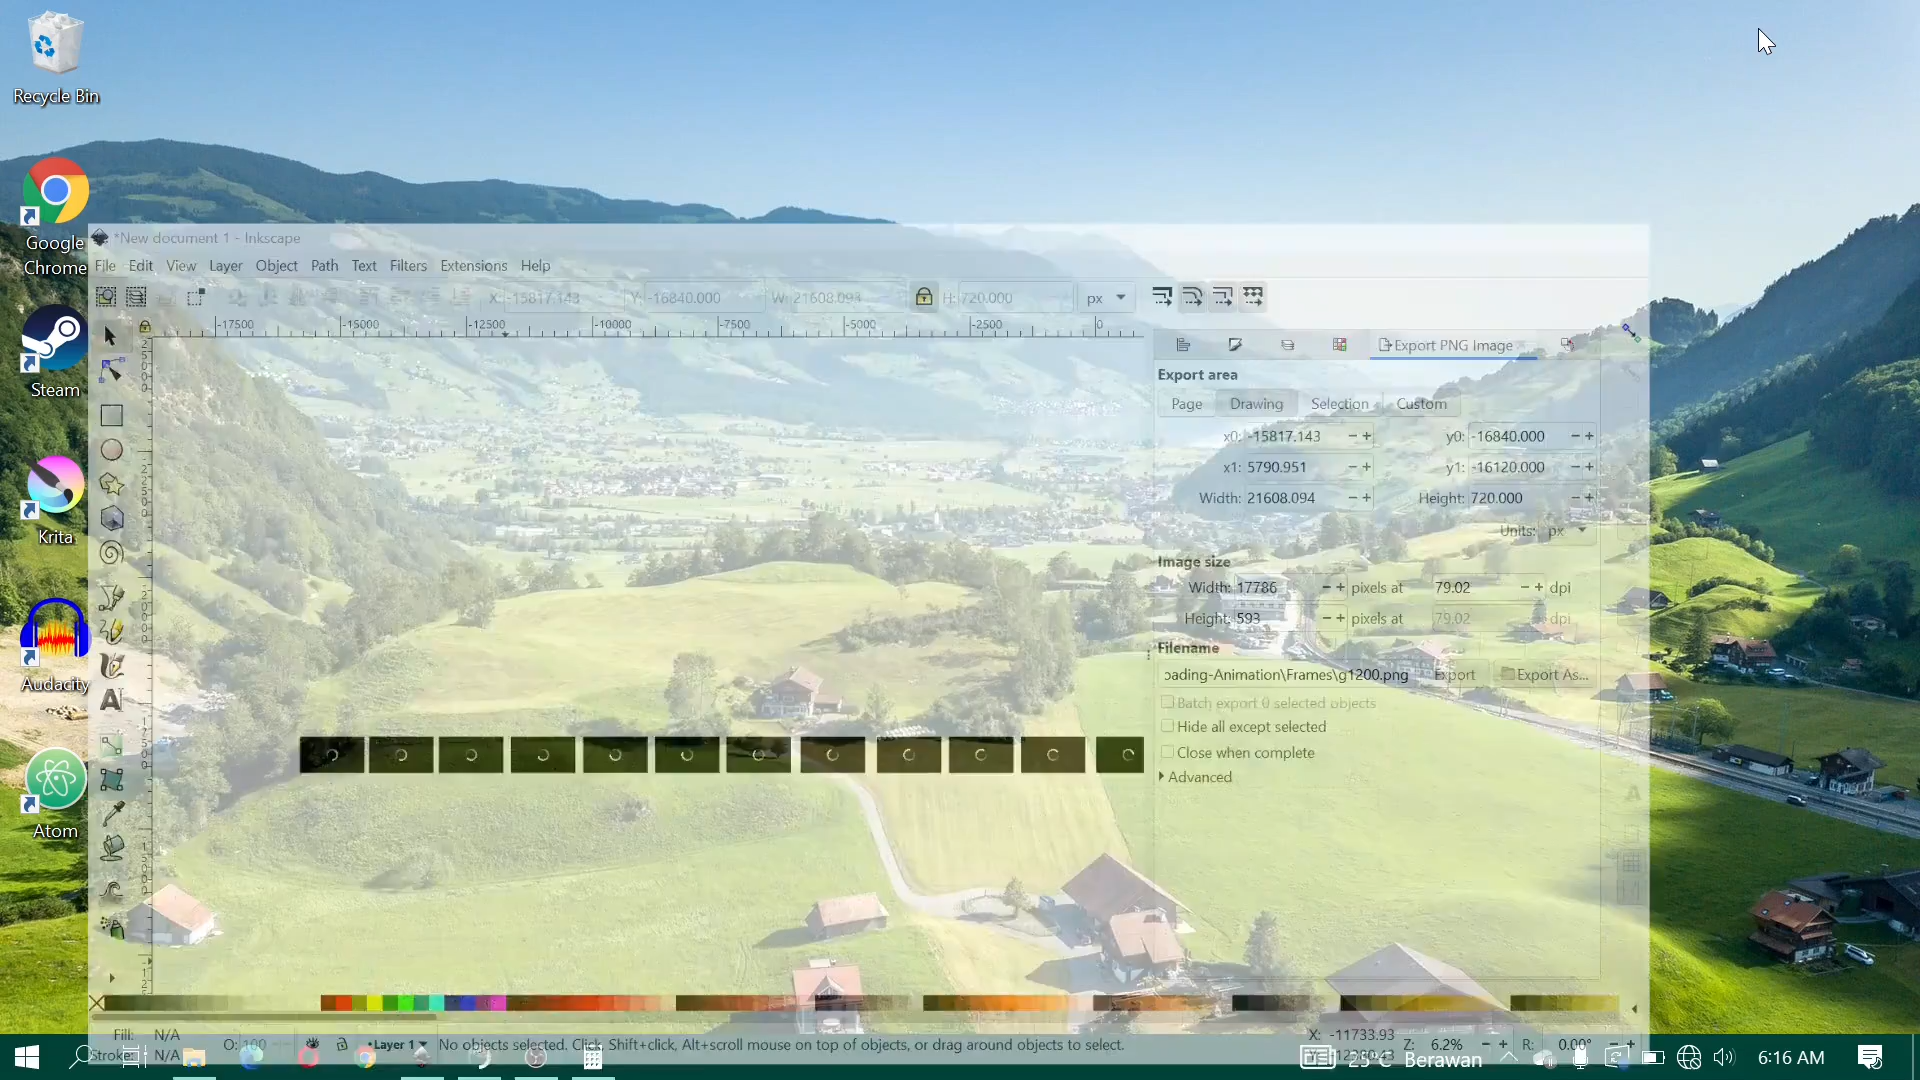 Recycle Bin
Google
Chrome
Steam
Krita
Audacity
Atom
*New document 1 - Inkscape
File Edit View Layer Object Path Text Filters Extensions Help
X: -15817.143 Y: -16840.000 W: 21608.094 H: 720.000 px
-17500 -15000 -12500 -10000 -7500 -5000 -2500 0
Export PNG Image
Export area
Page Drawing Selection Custom
x0: -15817.143 y0: -16840.000
x1: 5790.951 y1: -16120.000
Width: 21608.094 Height: 720.000
Units: px
Image size
Width: 17786 pixels at 79.02 dpi
Height: 593 pixels at 79.02 dpi
Filename
bading-Animation\Frames\g1200.png Export Export As...
Batch export 0 selected objects
Hide all except selected
Close when complete
Advanced
Fill: N/A
Stroke: N/A
O: 100
Layer 1
No objects selected. Click, Shift+click, Alt+scroll mouse on top of objects, or drag around objects to select.
X: -11733.93
Z: 6.2% R: 0.00°
25°C Berawan
6:16 AM